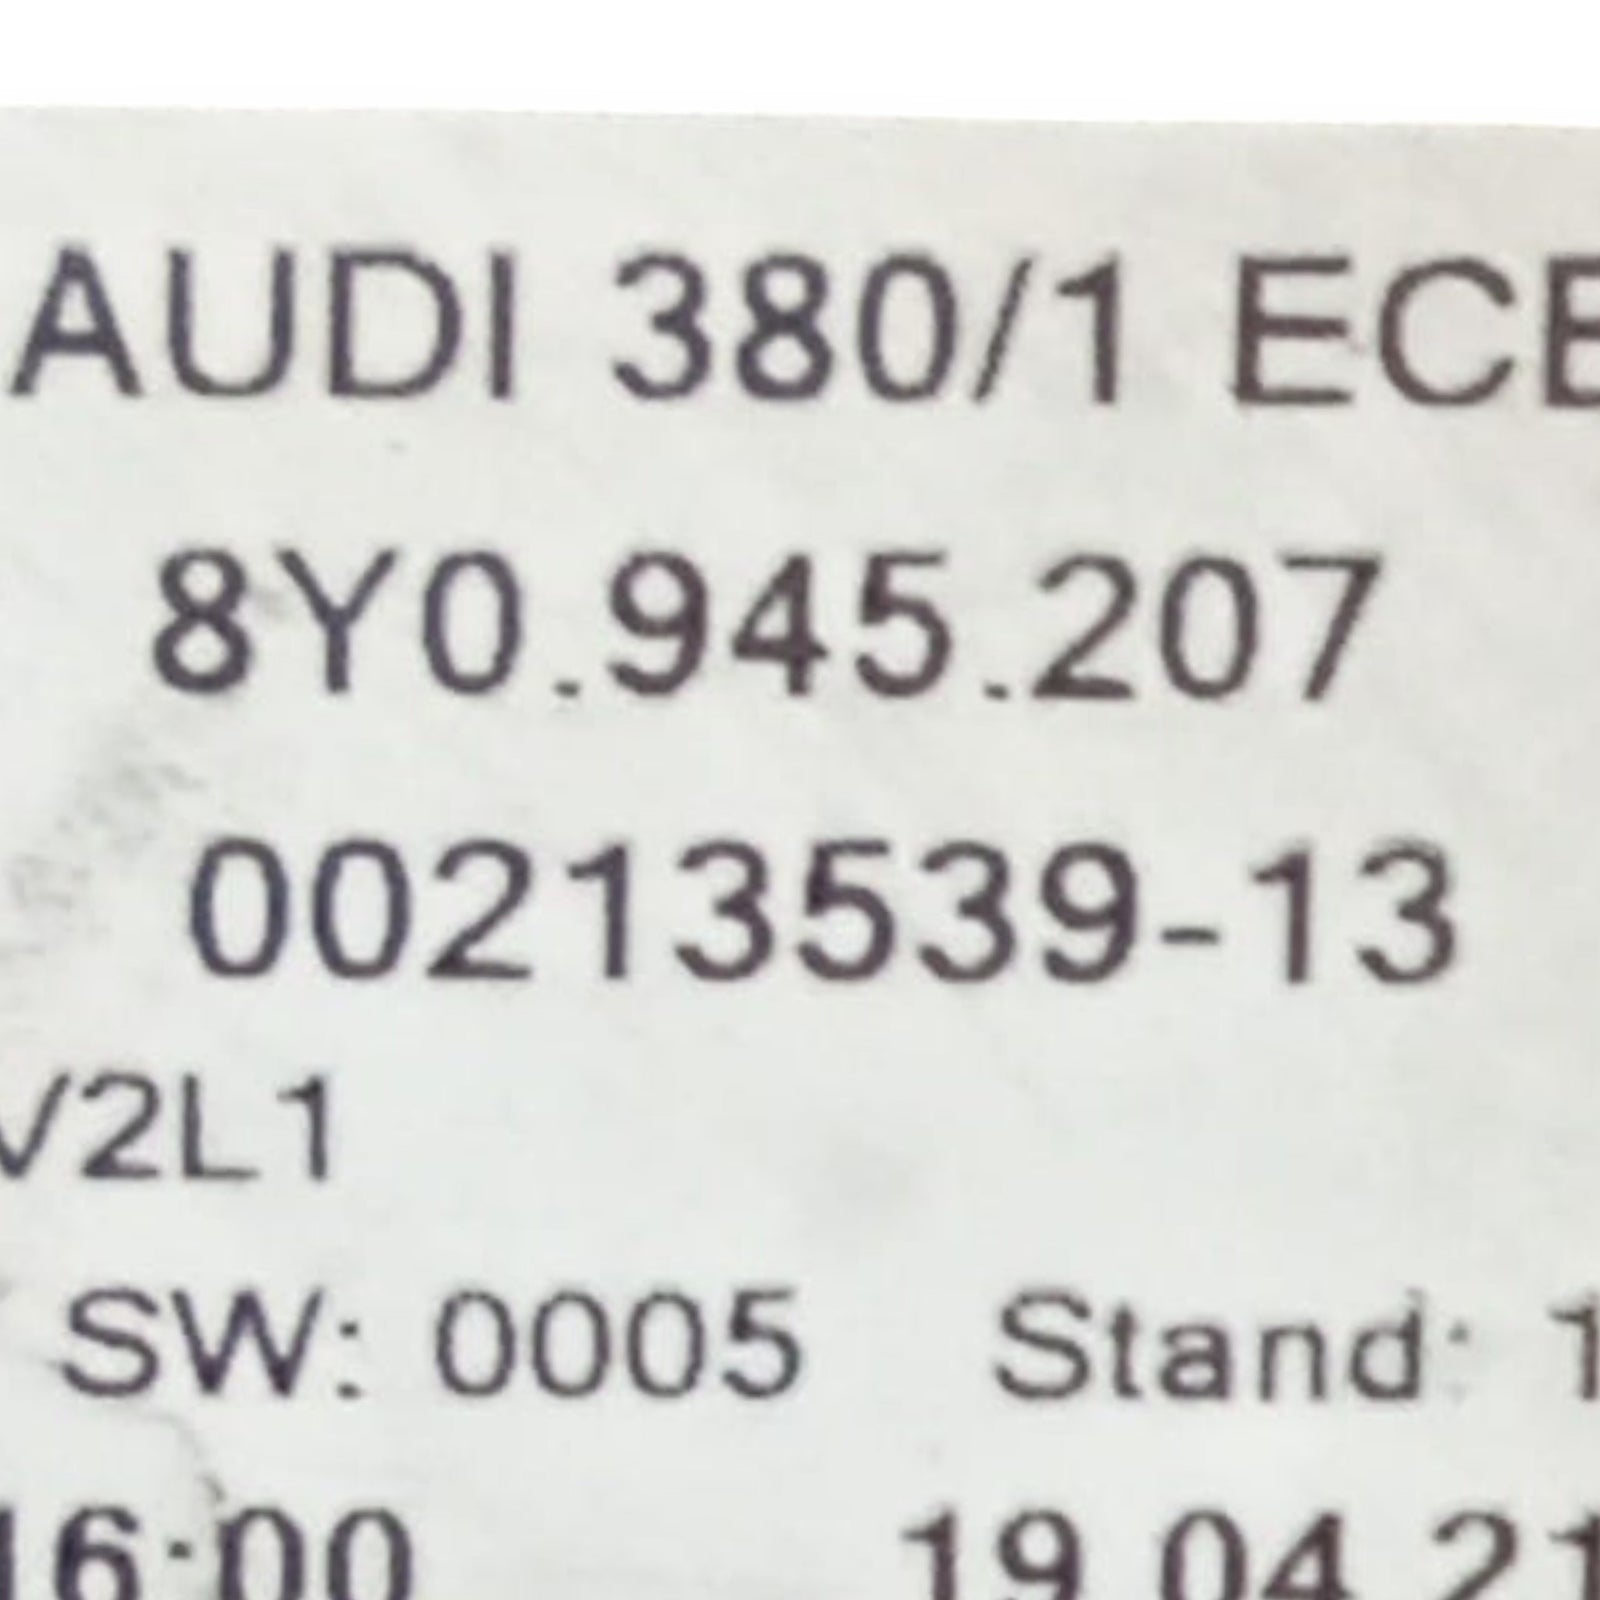 AUDI 380/1 ECE
8Y0.945.207
00213539-13
V2L1
SW: 0005 Stand: 1
16:00 19.04.21